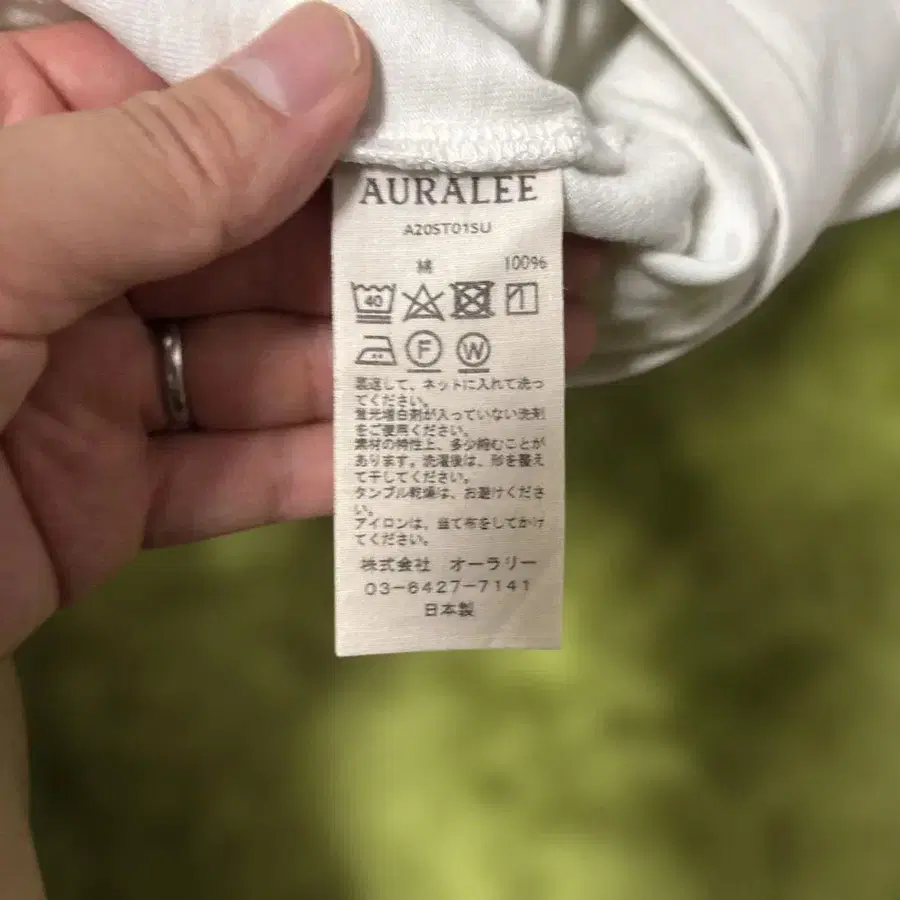 AURALEE
A20ST01SU
綿 100%
40
F W
裏返して、ネットに入れて洗っ
てください。
蛍光増白剤が入っていない洗剤
をご使用ください。
素材の特性上、多少縮むことが
あります。洗濯後は、形を整え
て干してください。
タンブル乾燥は、お避けくださ
い。
アイロンは、当て布をしてかけ
てください。
株式会社 オーラリー
03-6427-7141
日本製